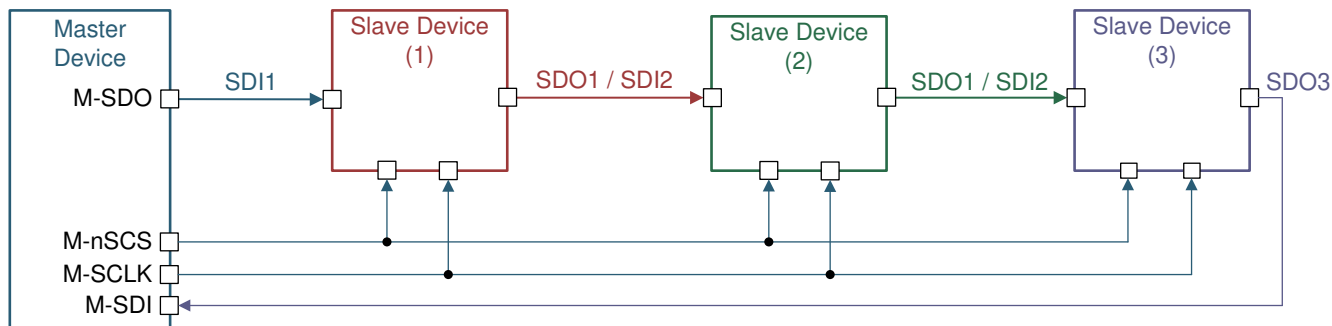 Master
Device
M-SDO
M-nSCS
M-SCLK
M-SDI
SDI1
Slave Device
(1)
SDO1 / SDI2
Slave Device
(2)
SDO1 / SDI2
Slave Device
(3)
SDO3